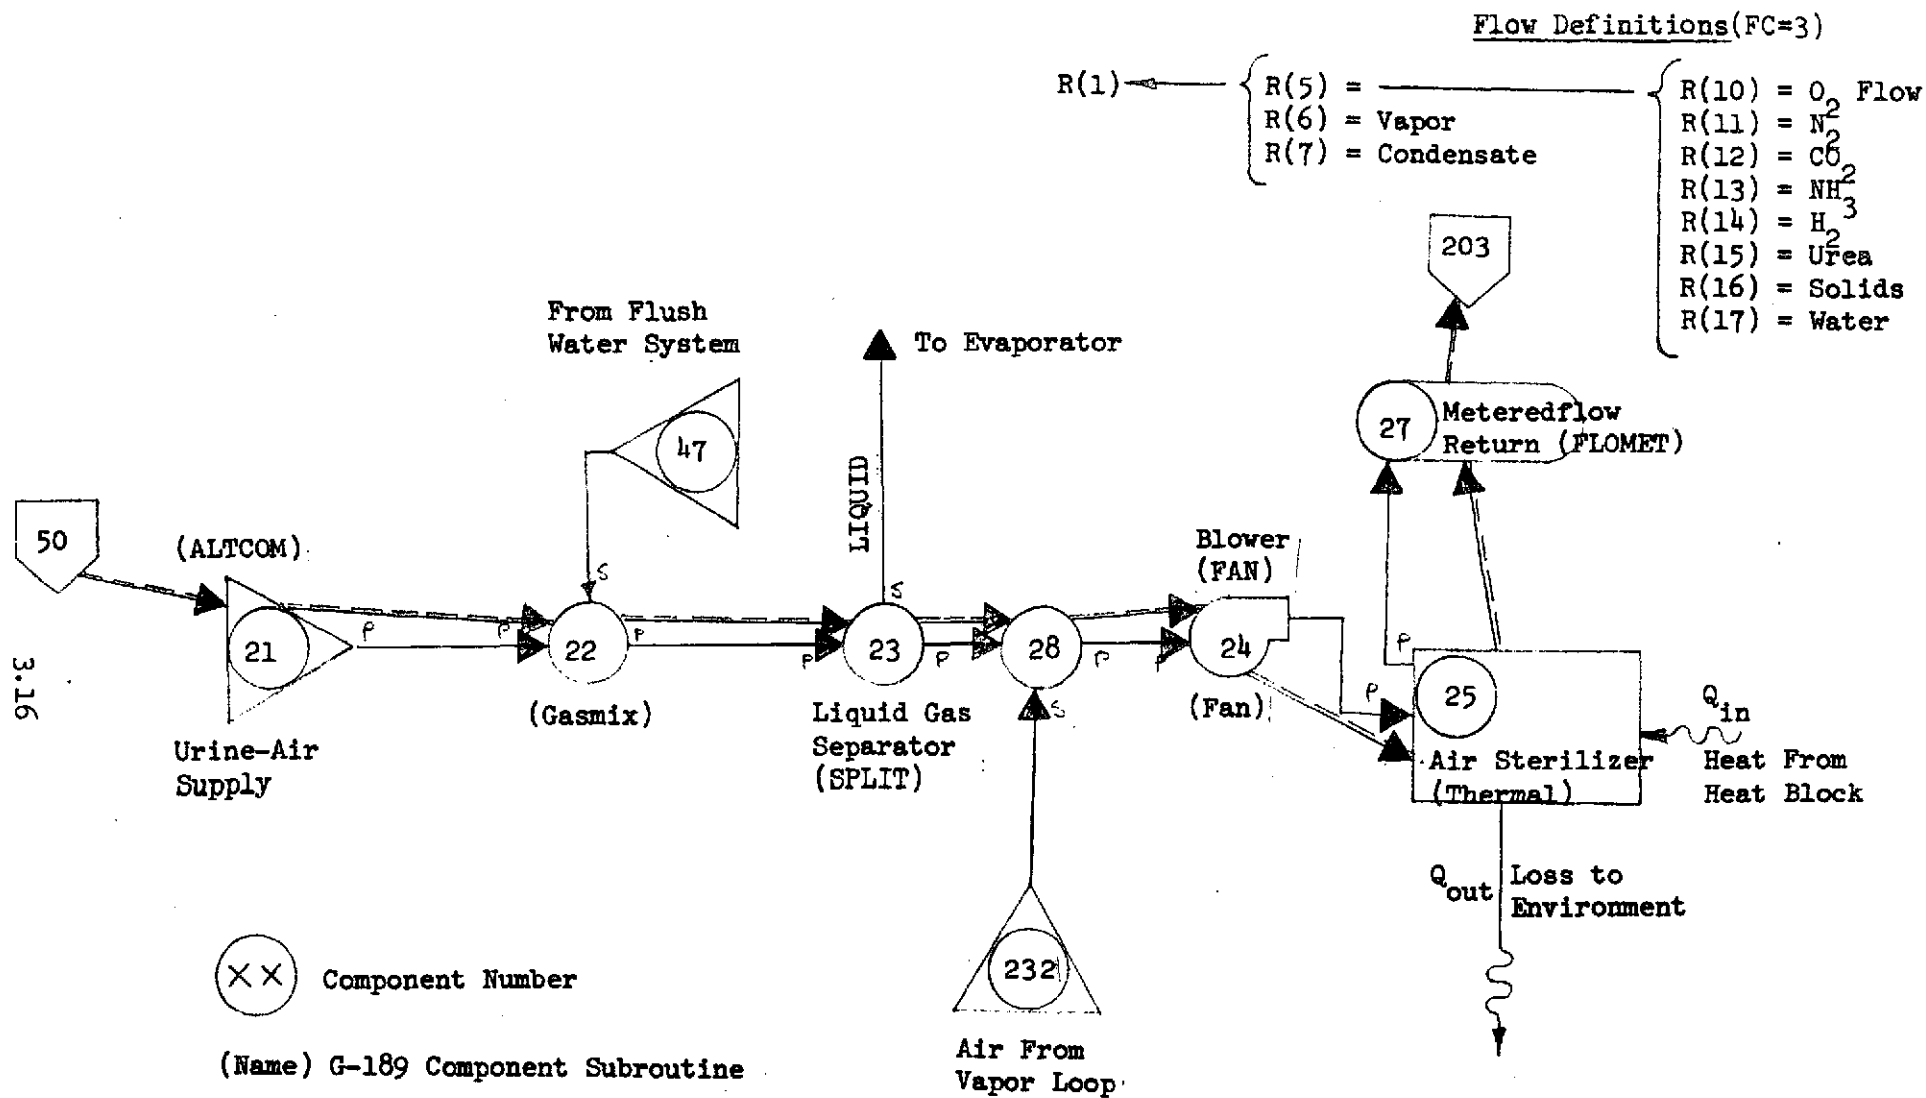 Flow Definitions(FC=3)
R(1)
R(5) =
R(6) = Vapor
R(7) = Condensate
R(10) = O2 Flow
R(11) = N2
R(12) = CO2
R(13) = NH3
R(14) = H2
R(15) = Urea
R(16) = Solids
R(17) = Water
203
From Flush
Water System
To Evaporator
47
27
Meteredflow
Return (FLOMET)
LIQUID
50
(ALTCOM)
Blower
(FAN)
S
S
21
P
P
22
P
P
23
P
28
P
P
24
P
P
25
3.16
(Gasmix)
Liquid Gas
Separator
(SPLIT)
S
(Fan)
Qin
Urine-Air
Supply
Air Sterilizer
(Thermal)
Heat From
Heat Block
Qout
Loss to
Environment
232
XX
Component Number
Air From
Vapor Loop
(Name) G-189 Component Subroutine